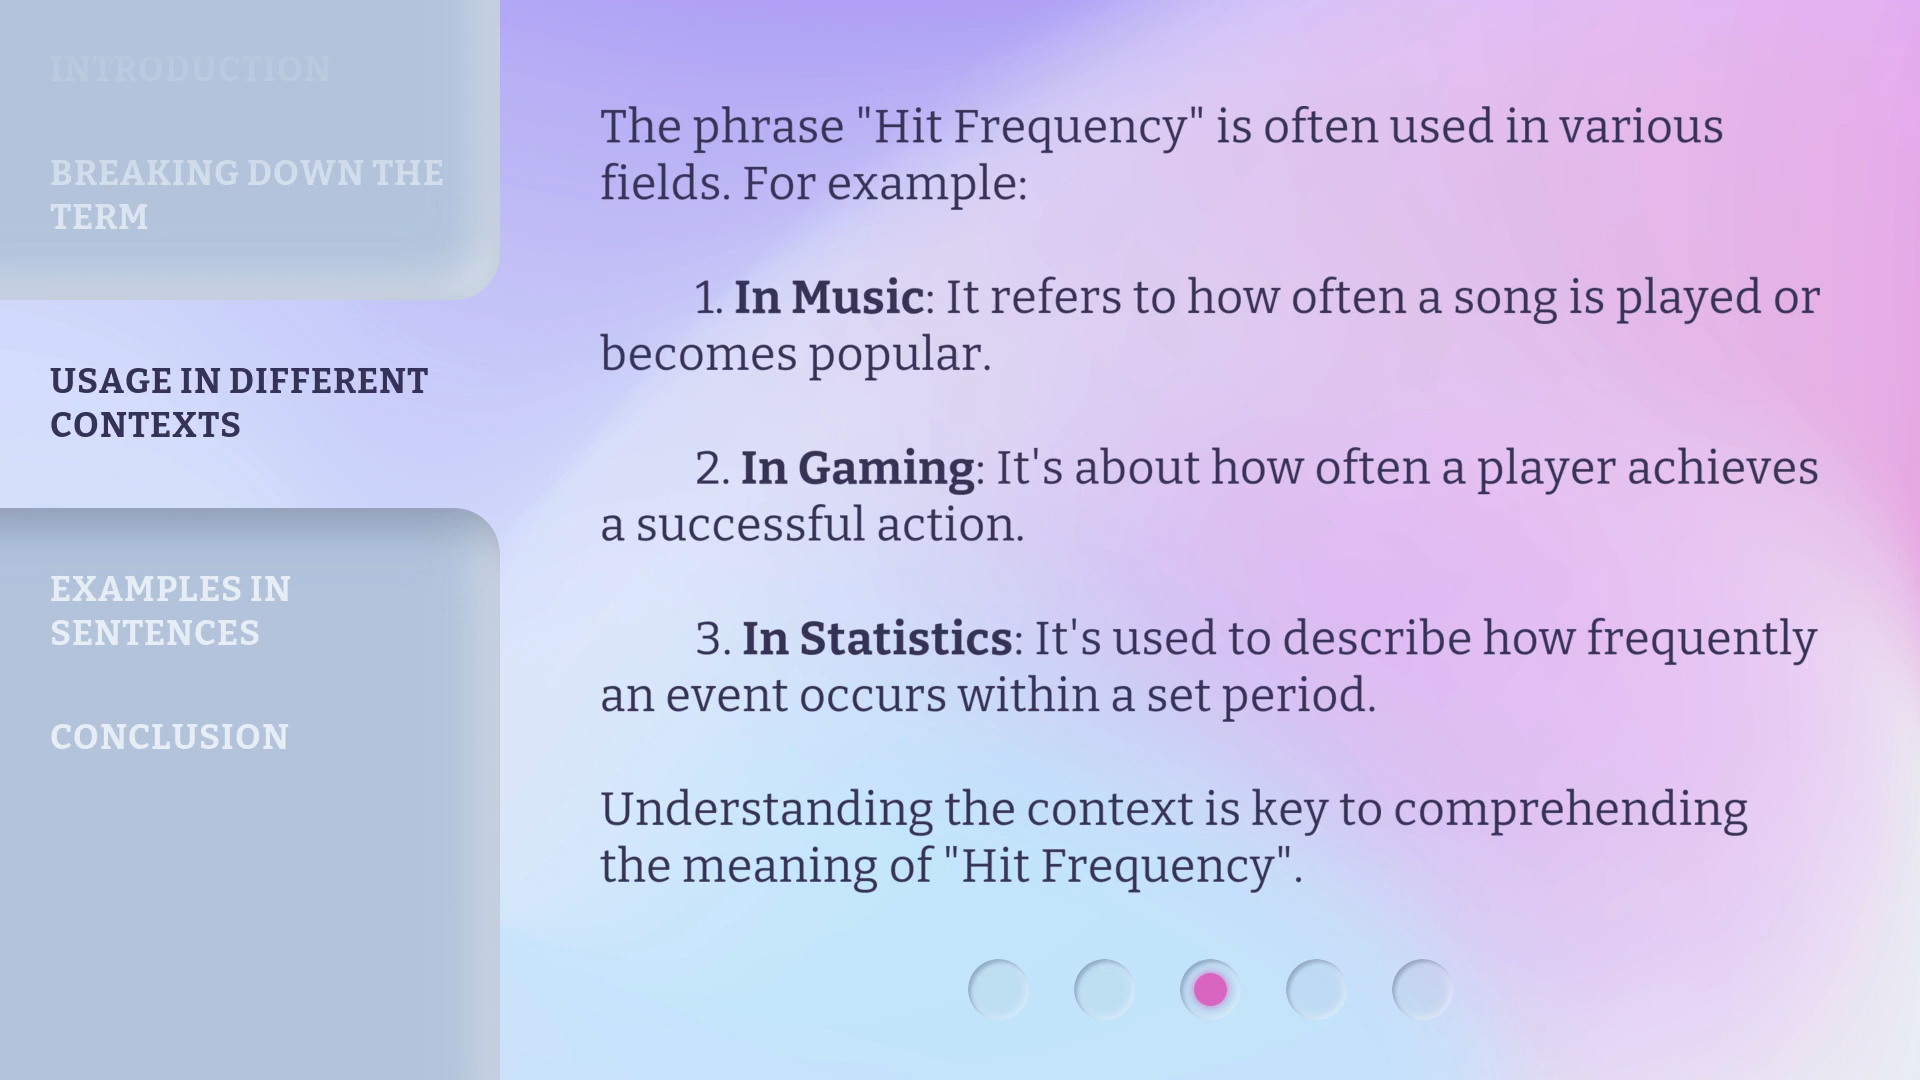 INTRODUCTION
BREAKING DOWN THE
TERM
USAGE IN DIFFERENT
CONTEXTS
EXAMPLES IN
SENTENCES
CONCLUSION
The phrase "Hit Frequency" is often used in various
fields. For example:
1. In Music: It refers to how often a song is played or
becomes popular.
2. In Gaming: It's about how often a player achieves
a successful action.
3. In Statistics: It's used to describe how frequently
an event occurs within a set period.
Understanding the context is key to comprehending
the meaning of "Hit Frequency".